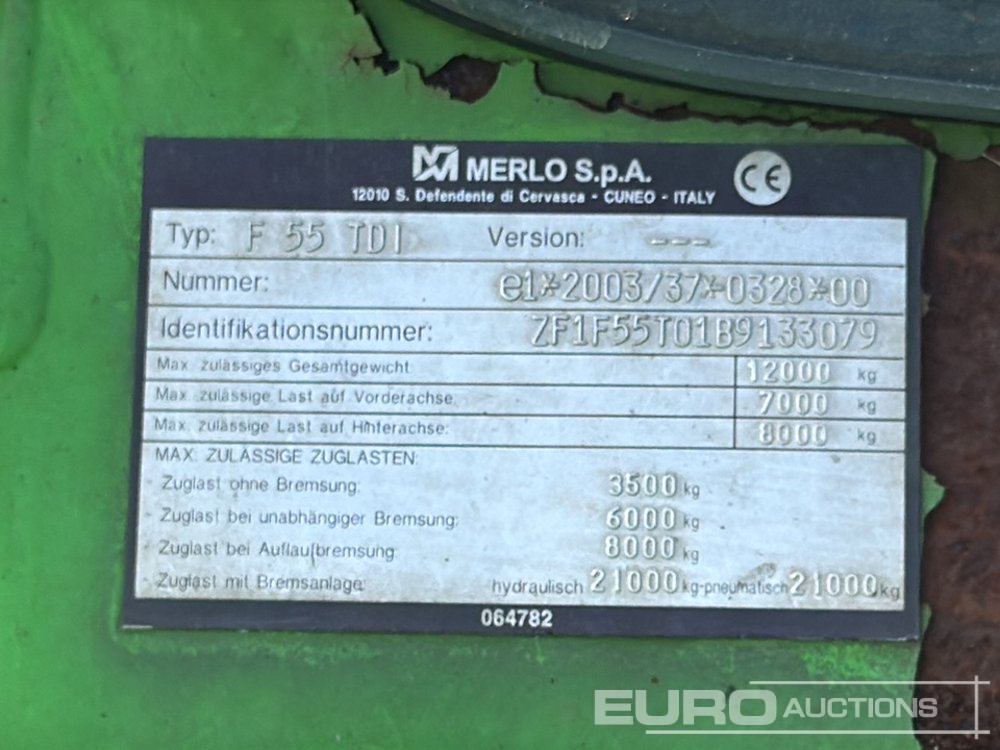 MERLO S.p.A.
12010 S. Defendente di Cervasca - CUNEO - ITALY
CE
Typ: F 55 TDI Version: ---
Nummer: e1*2003/37*0328*00
Identifikationsnummer: ZF1F55T01B9133079
Max. zulässiges Gesamtgewicht 12000 kg
Max. zulässige Last auf Vorderachse 7000 kg
Max. zulässige Last auf Hinterachse: 8000 kg
MAX. ZULÄSSIGE ZUGLASTEN:
- Zuglast ohne Bremsung: 3500 kg
- Zuglast bei unabhängiger Bremsung: 6000 kg
- Zuglast bei Auflaufbremsung: 8000 kg
- Zuglast mit Bremsanlage: hydraulisch 21000 kg-pneumatisch 21000 kg
064782
EURO AUCTIONS